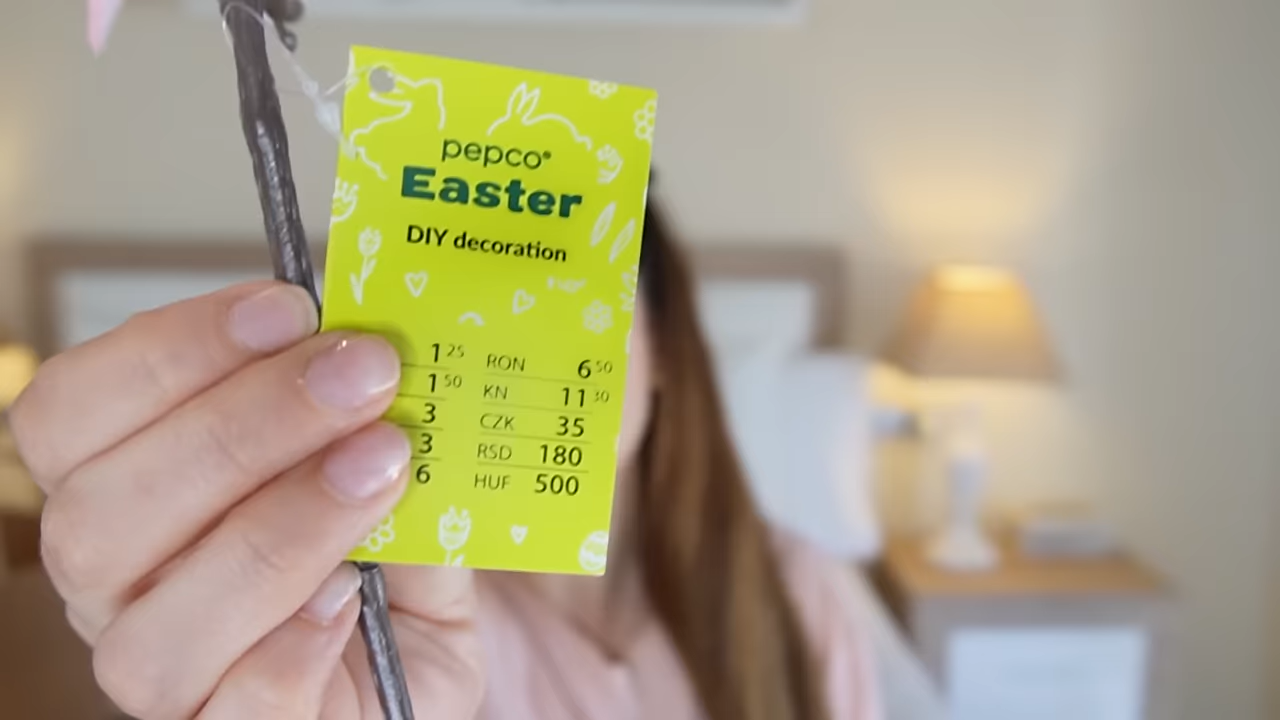 pepco®
Easter
DIY decoration
1 25 RON 6 50
1 50 KN 11 30
3 CZK 35
3 RSD 180
6 HUF 500